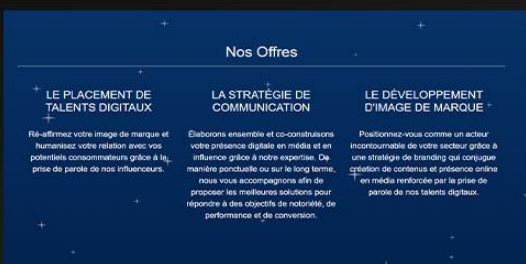 Nos Offres
LE PLACEMENT DE
TALENTS DIGITAUX
Ré-affirmez votre image de marque et
humanisez votre relation avec vos
potentiels consommateurs grâce à la
prise de parole de nos influenceurs.
LA STRATÉGIE DE
COMMUNICATION
Élaborons ensemble et co-construisons
votre présence digitale en média et en
influence grâce à notre expertise. De
manière ponctuelle ou sur le long terme,
nous vous accompagnons afin de
proposer les meilleures solutions pour
répondre à des objectifs de notoriété, de
performance et de conversion.
LE DÉVELOPPEMENT
D'IMAGE DE MARQUE
Positionnez-vous comme un acteur
incontournable de votre secteur grâce à
une stratégie de branding qui conjugue
création de contenus et présence online
en média renforcée par la prise de
parole de nos talents digitaux.